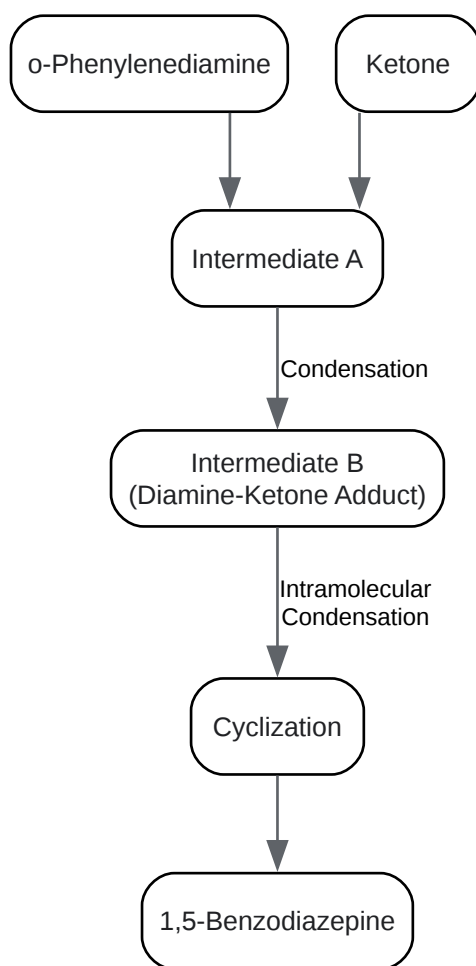 o-Phenylenediamine
Ketone
Intermediate A
Condensation
Intermediate B
(Diamine-Ketone Adduct)
Intramolecular
Condensation
Cyclization
1,5-Benzodiazepine